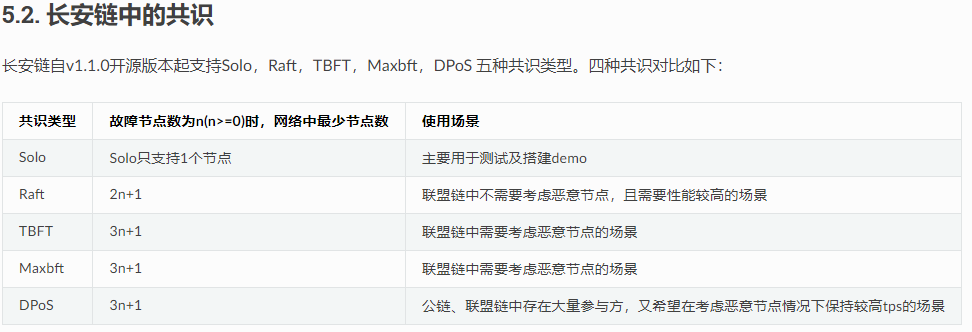 5.2. 长安链中的共识
长安链自v1.1.0开源版本起支持Solo，Raft，TBFT，Maxbft，DPoS 五种共识类型。四种共识对比如下：
共识类型 故障节点数为n(n>=0)时，网络中最少节点数 使用场景
Solo Solo只支持1个节点 主要用于测试及搭建demo
Raft 2n+1 联盟链中不需要考虑恶意节点，且需要性能较高的场景
TBFT 3n+1 联盟链中需要考虑恶意节点的场景
Maxbft 3n+1 联盟链中需要考虑恶意节点的场景
DPoS 3n+1 公链、联盟链中存在大量参与方，又希望在考虑恶意节点情况下保持较高tps的场景